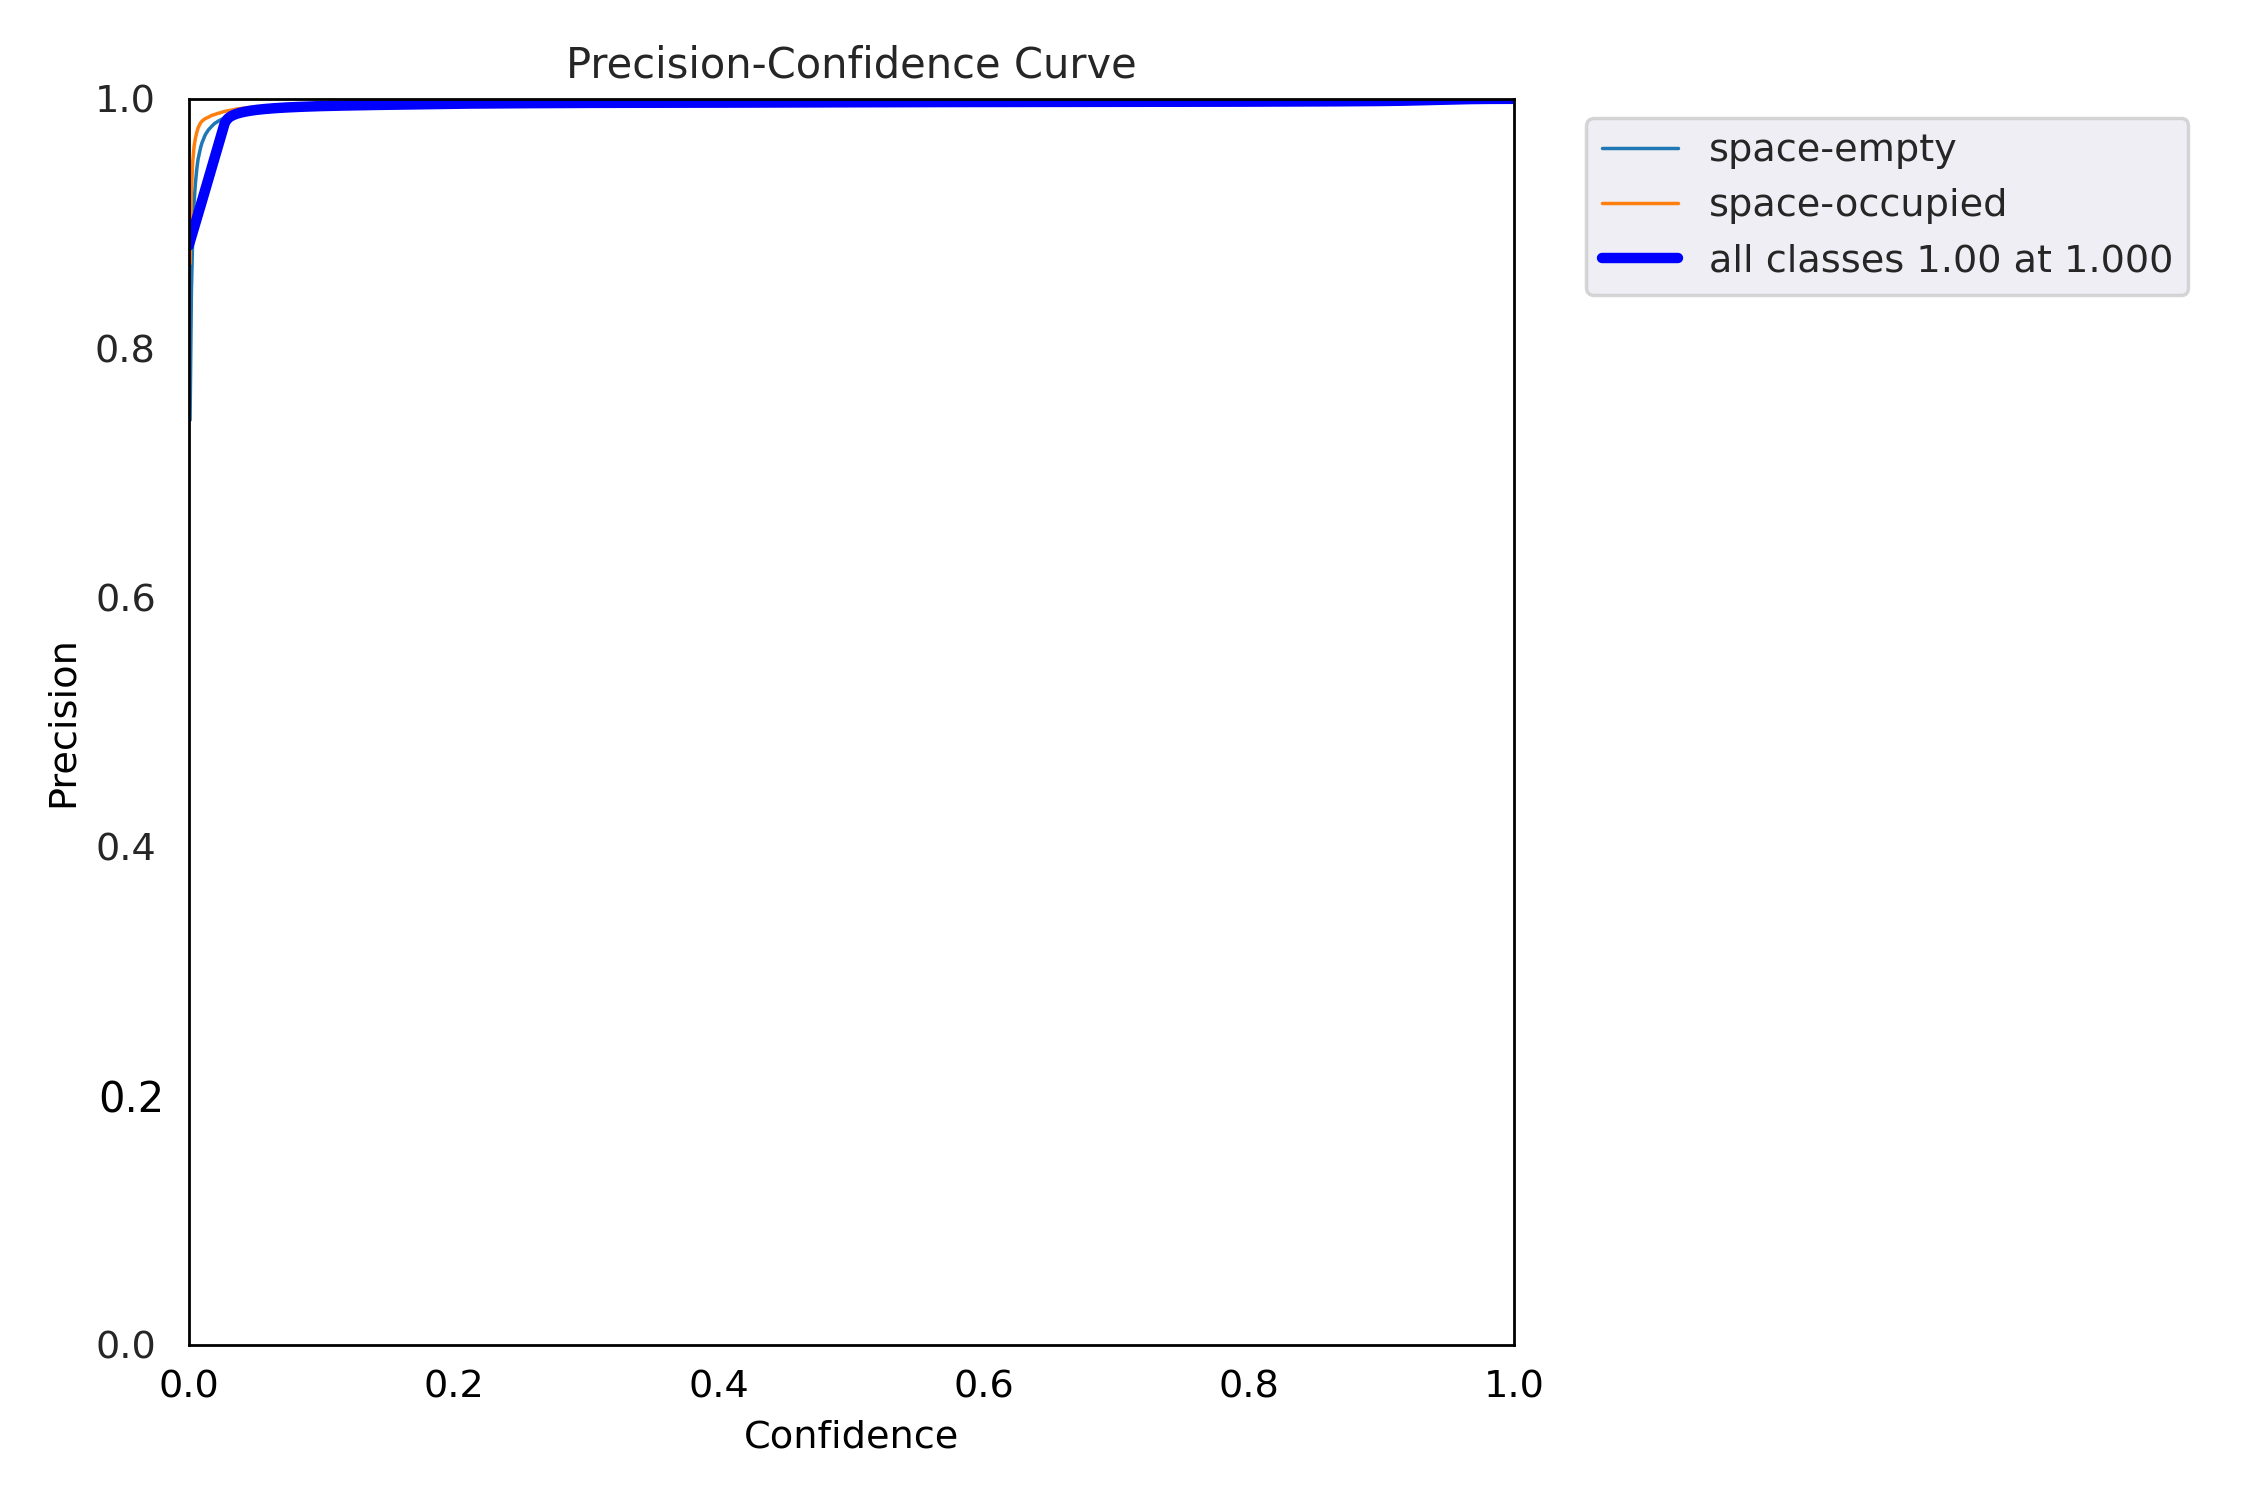 Precision-Confidence Curve
1.0
0.8
0.6
0.4
0.2
0.0
Precision
0.0 0.2 0.4 0.6 0.8 1.0
Confidence
space-empty
space-occupied
all classes 1.00 at 1.000